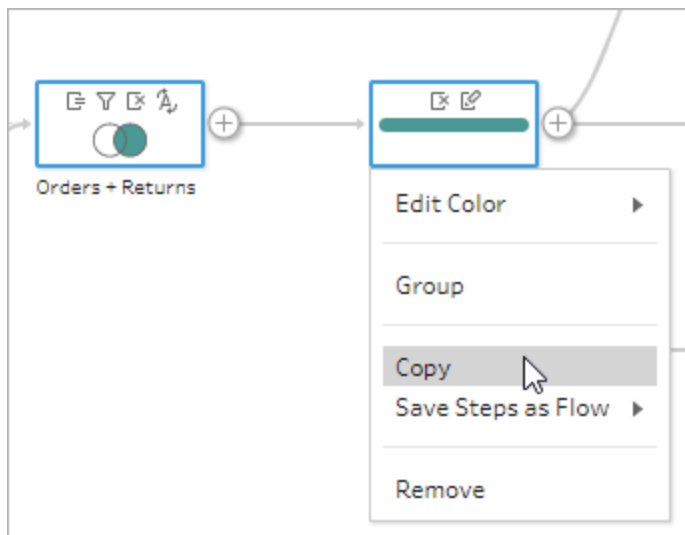 Orders + Returns
Edit Color
Group
Copy
Save Steps as Flow
Remove